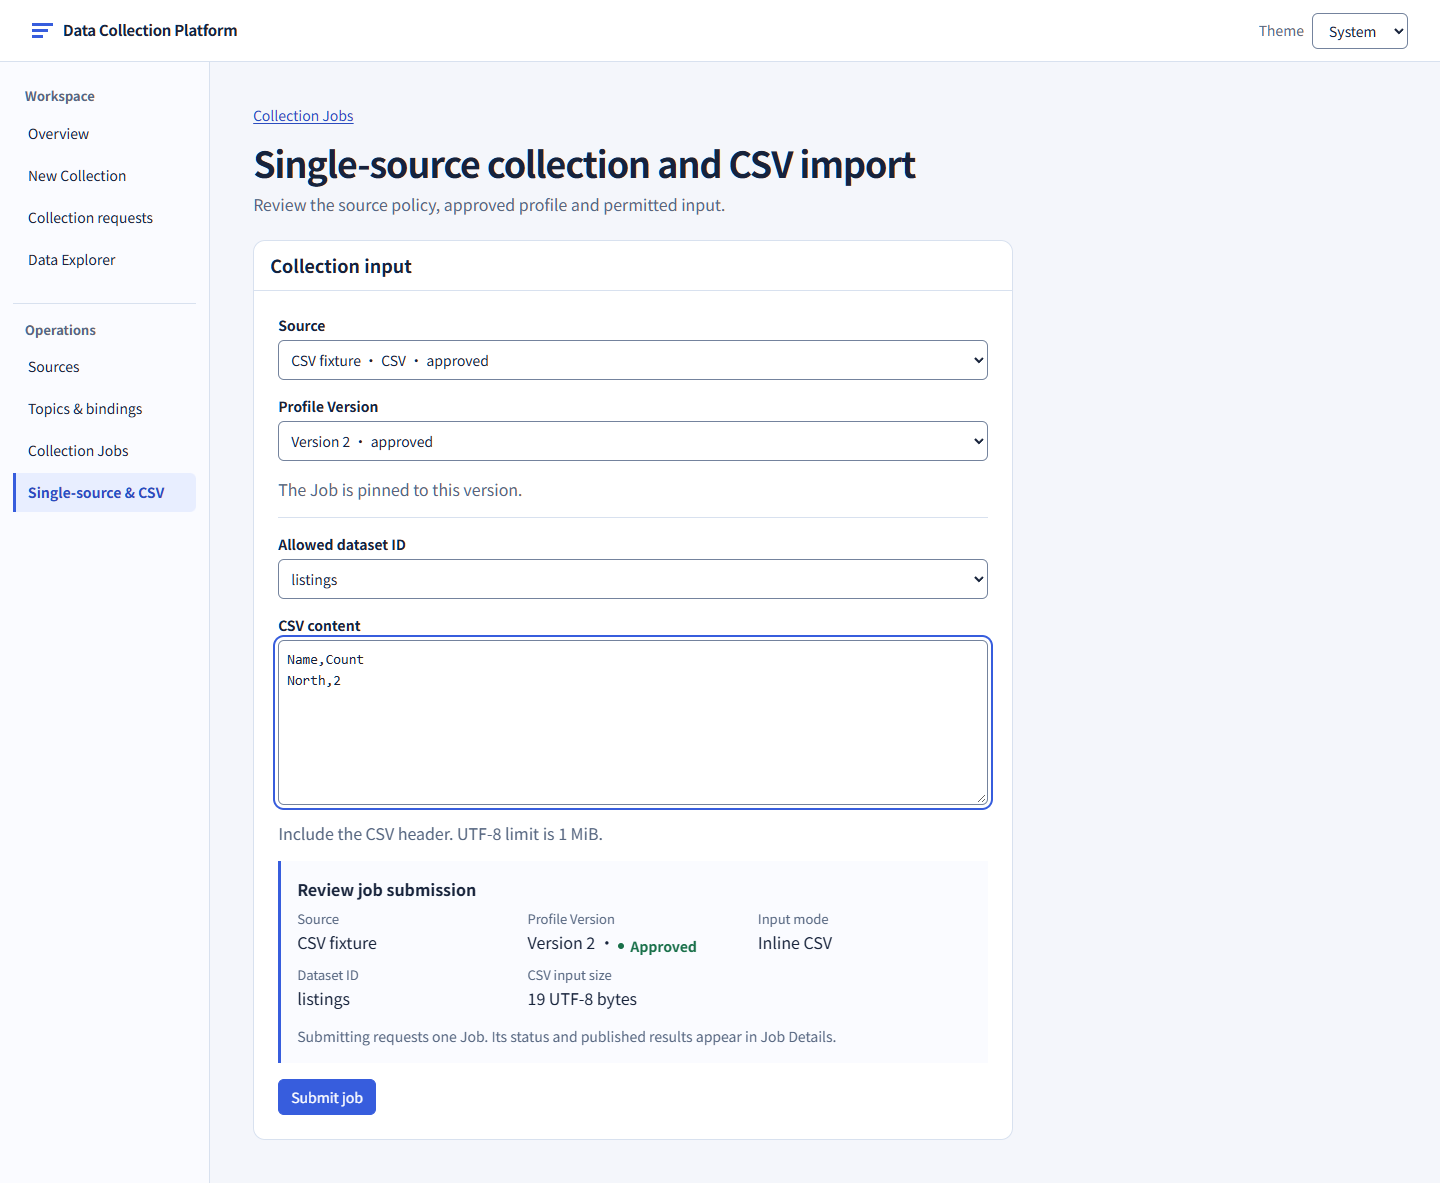 Data Collection Platform
Theme
System
Workspace
Overview
New Collection
Collection requests
Data Explorer
Operations
Sources
Topics & bindings
Collection Jobs
Single-source & CSV
Collection Jobs
Single-source collection and CSV import
Review the source policy, approved profile and permitted input.
Collection input
Source
CSV fixture · CSV · approved
Profile Version
Version 2 · approved
The Job is pinned to this version.
Allowed dataset ID
listings
CSV content
Name,Count
North,2
Include the CSV header. UTF-8 limit is 1 MiB.
Review job submission
Source
CSV fixture
Profile Version
Version 2 · • Approved
Input mode
Inline CSV
Dataset ID
listings
CSV input size
19 UTF-8 bytes
Submitting requests one Job. Its status and published results appear in Job Details.
Submit job